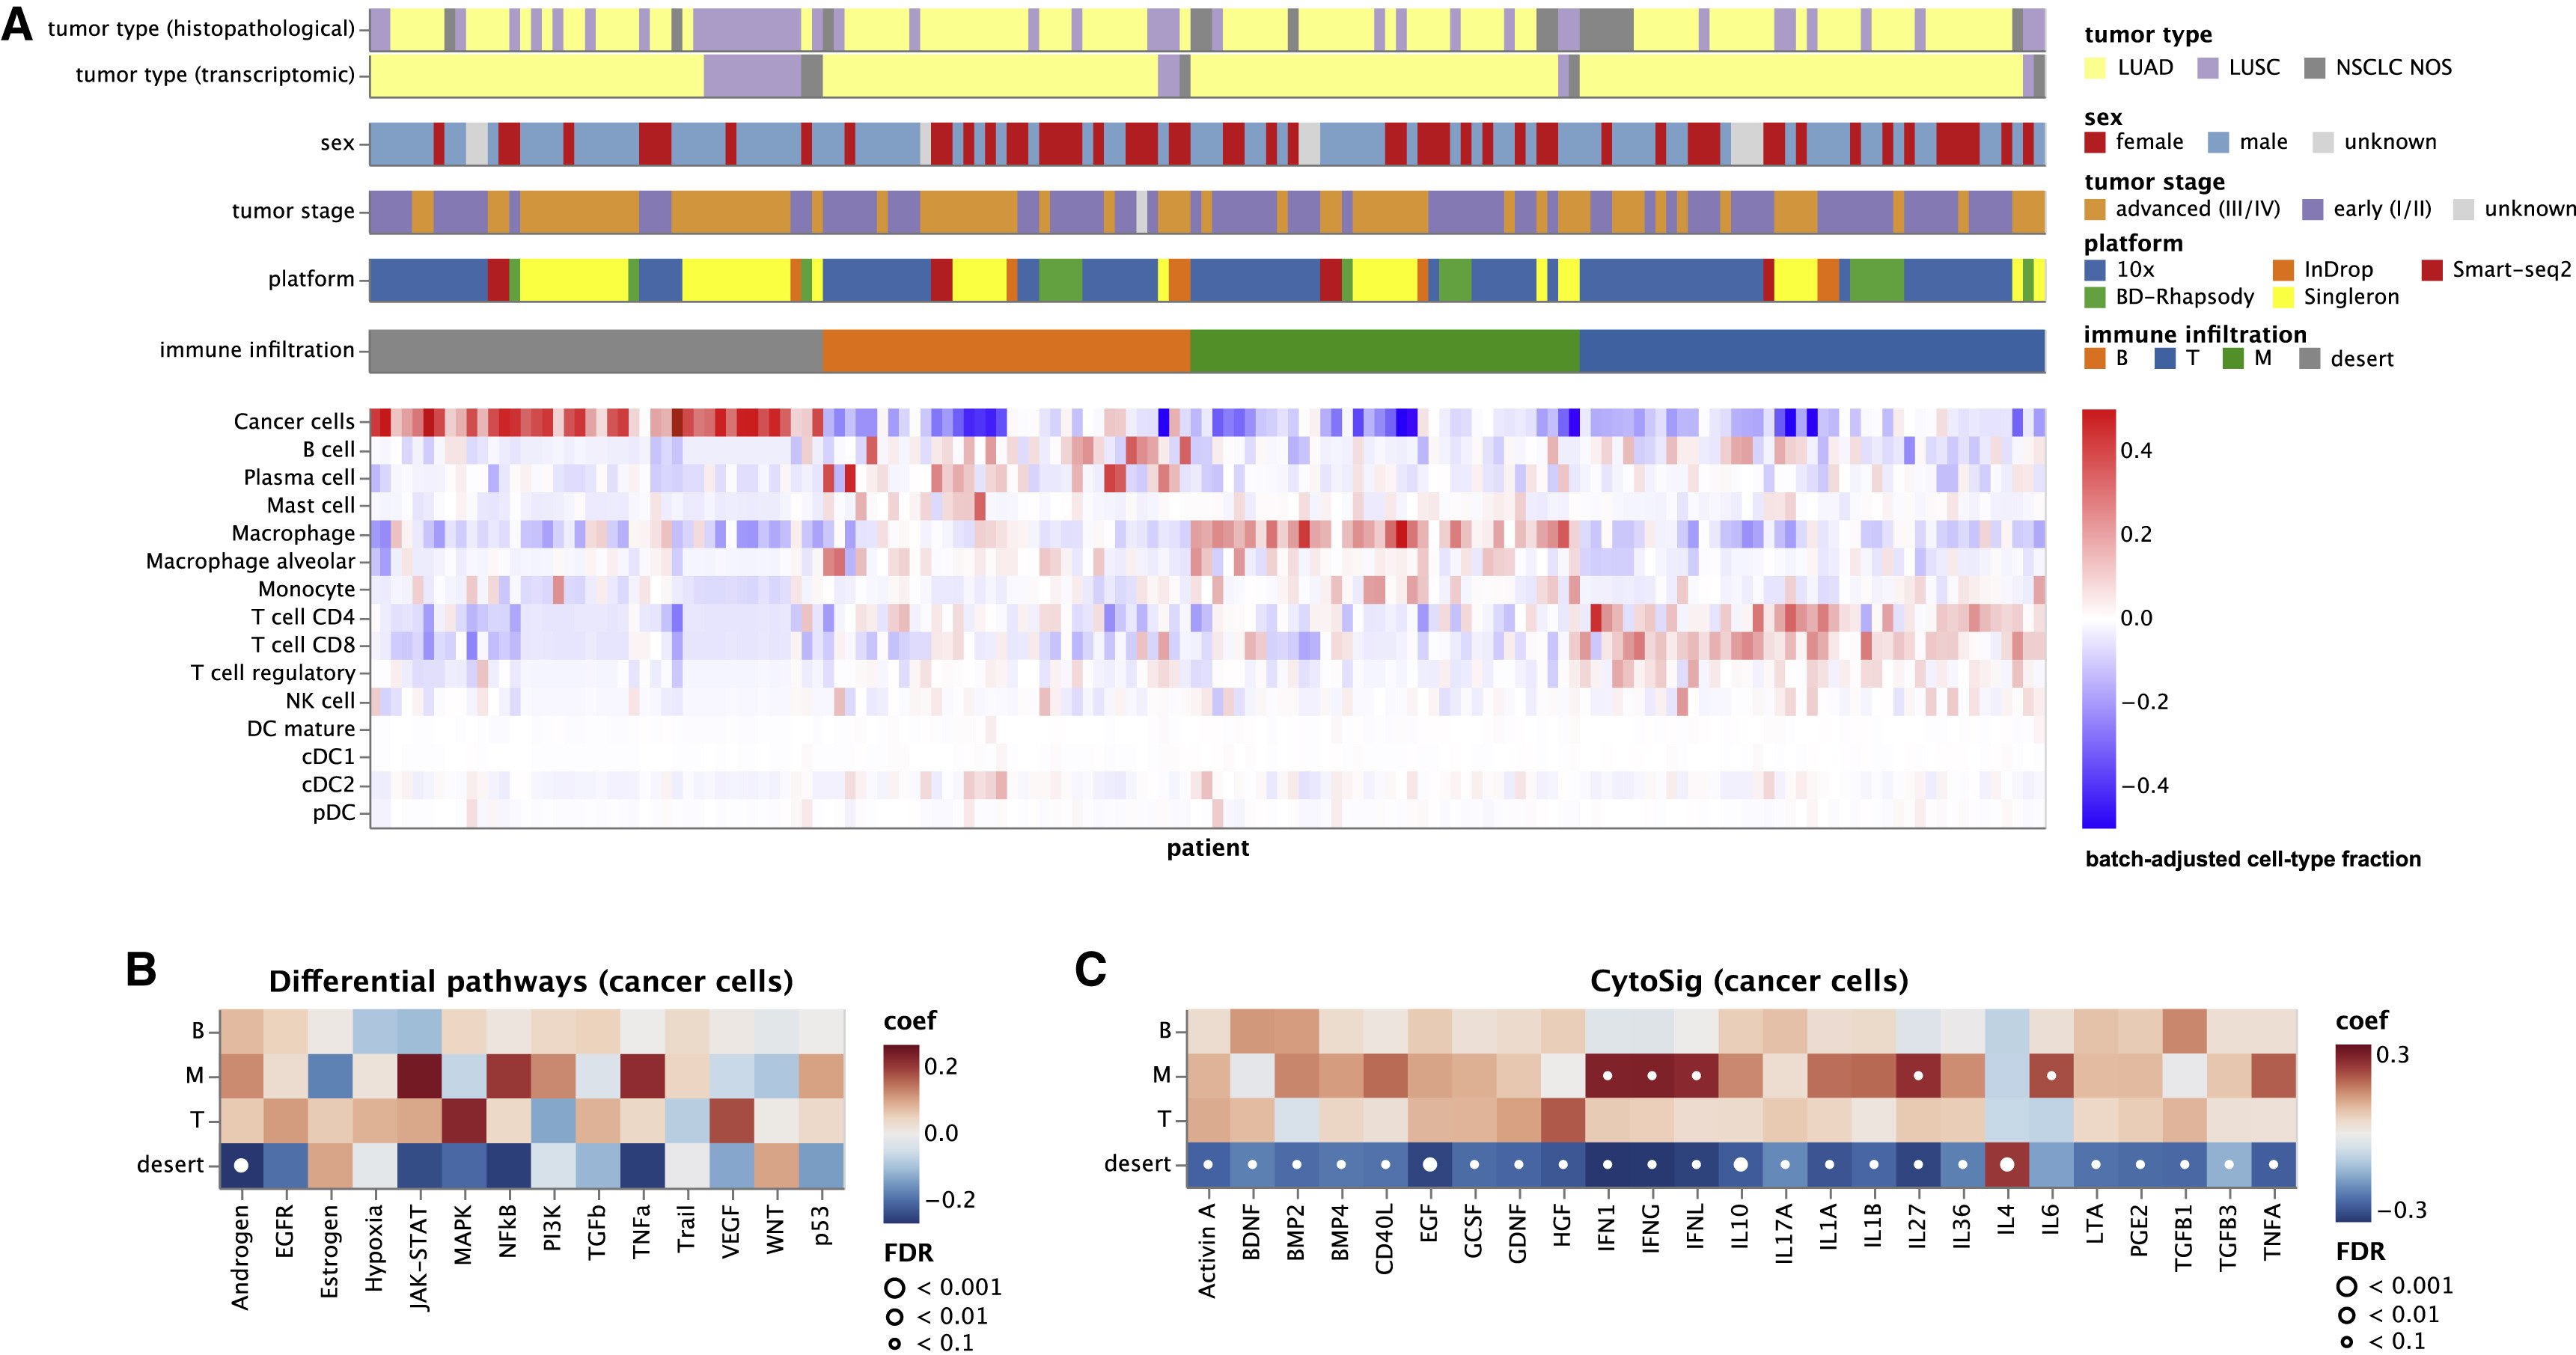 A
tumor type (histopathological)
tumor type (transcriptomic)
sex
tumor stage
platform
immune infiltration
Cancer cells
B cell
Plasma cell
Mast cell
Macrophage
Macrophage alveolar
Monocyte
T cell CD4
T cell CD8
T cell regulatory
NK cell
DC mature
cDC1
cDC2
pDC
patient
tumor type
LUAD LUSC NSCLC NOS
sex
female male unknown
tumor stage
advanced (III/IV) early (I/II) unknown
platform
10x InDrop Smart-seq2
BD-Rhapsody Singleron
immune infiltration
B T M desert
0.4
0.2
0.0
−0.2
−0.4
batch-adjusted cell-type fraction
B
Differential pathways (cancer cells)
B
M
T
desert
Androgen
EGFR
Estrogen
Hypoxia
JAK-STAT
MAPK
NFkB
PI3K
TGFb
TNFa
Trail
VEGF
WNT
p53
coef
0.2
0.0
−0.2
FDR
< 0.001
< 0.01
< 0.1
C
CytoSig (cancer cells)
B
M
T
desert
Activin A
BDNF
BMP2
BMP4
CD40L
EGF
GCSF
GDNF
HGF
IFN1
IFNG
IFNL
IL10
IL17A
IL1A
IL1B
IL27
IL36
IL4
IL6
LTA
PGE2
TGFB1
TGFB3
TNFA
coef
0.3
−0.3
FDR
< 0.001
< 0.01
< 0.1